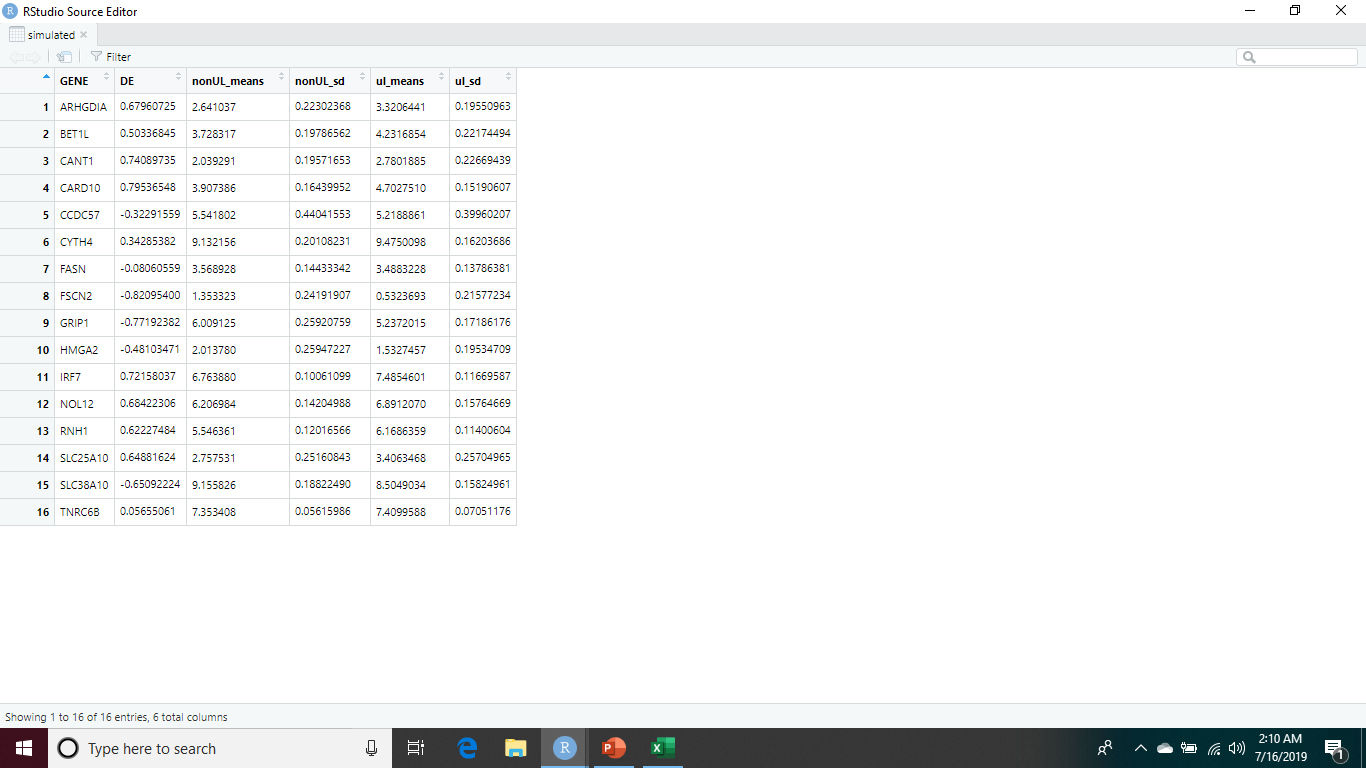 RStudio Source Editor
simulated
Filter
GENE DE nonUL_means nonUL_sd ul_means ul_sd
1 ARHGDIA 0.67960725 2.641037 0.22302368 3.3206441 0.19550963
2 BET1L 0.50336845 3.728317 0.19786562 4.2316854 0.22174494
3 CANT1 0.74089735 2.039291 0.19571653 2.7801885 0.22669439
4 CARD10 0.79536548 3.907386 0.16439952 4.7027510 0.15190607
5 CCDC57 -0.32291559 5.541802 0.44041553 5.2188861 0.39960207
6 CYTH4 0.34285382 9.132156 0.20108231 9.4750098 0.16203686
7 FASN -0.08060559 3.568928 0.14433342 3.4883228 0.13786381
8 FSCN2 -0.82095400 1.353323 0.24191907 0.5323693 0.21577234
9 GRIP1 -0.77192382 6.009125 0.25920759 5.2372015 0.17186176
10 HMGA2 -0.48103471 2.013780 0.25947227 1.5327457 0.19534709
11 IRF7 0.72158037 6.763880 0.10061099 7.4854601 0.11669587
12 NOL12 0.68422306 6.206984 0.14204988 6.8912070 0.15764669
13 RNH1 0.62227484 5.546361 0.12016566 6.1686359 0.11400604
14 SLC25A10 0.64881624 2.757531 0.25160843 3.4063468 0.25704965
15 SLC38A10 -0.65092224 9.155826 0.18822490 8.5049034 0.15824961
16 TNRC6B 0.05655061 7.353408 0.05615986 7.4099588 0.07051176
Showing 1 to 16 of 16 entries, 6 total columns
Type here to search
2:10 AM
7/16/2019